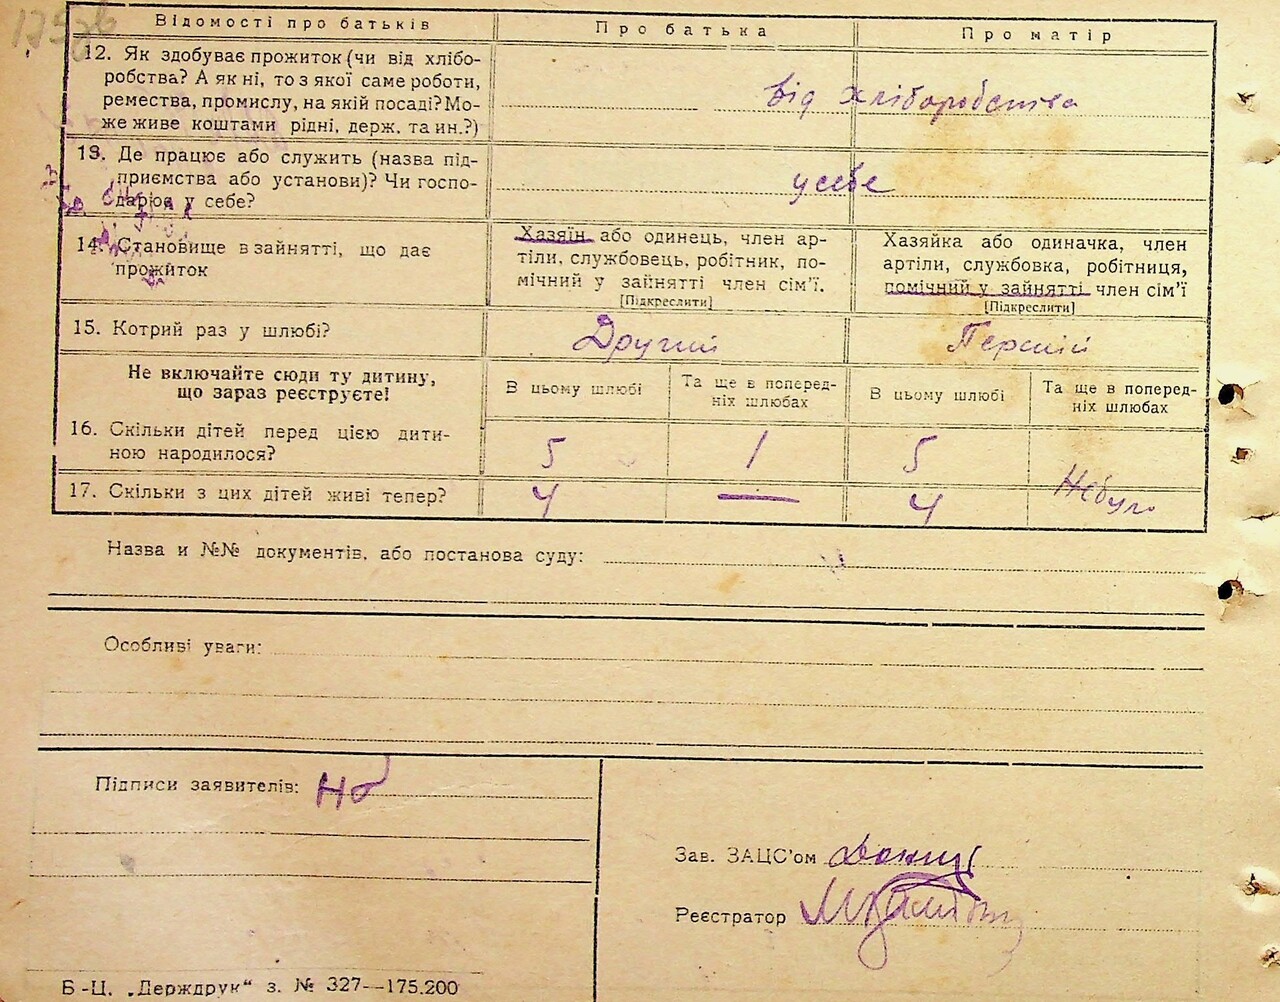 Відомості про батьків
Про батька
Про матір
12. Як здобуває прожиток (чи від хлібо-
робства? А як ні, то з якої саме роботи,
ремества, промислу, на якій посаді? Мо-
же живе коштами рідні, держ. та ин.?)
від хліборобства
13. Де працює або служить (назва під-
приємства або установи)? Чи госпо-
дарює у себе?
у себе
14. Становище в зайнятті, що дає
прожиток
Хазяїн або одинець, член ар-
тіли, службовець, робітник, по-
мічний у зайнятті член сім'ї.
[Підкреслити]
Хазяйка або одиначка, член
артіли, службовка, робітниця,
помічний у зайнятті член сім'ї
[Підкреслити]
15. Котрий раз у шлюбі?
Другий
Перший
Не включайте сюди ту дитину,
що зараз реєструєте!
В цьому шлюбі
Та ще в поперед-
ніх шлюбах
В цьому шлюбі
Та ще в поперед-
ніх шлюбах
16. Скільки дітей перед цією дити-
ною народилося?
5
1
5
17. Скільки з цих дітей живі тепер?
4
—
4
Небуло
Назва и №№ документів, або постанова суду:
Особливі уваги:
Підписи заявителів:
Зав. ЗАЦС'ом
Реєстратор
Б-Ц. „Держдрук“ з. № 327—175.200